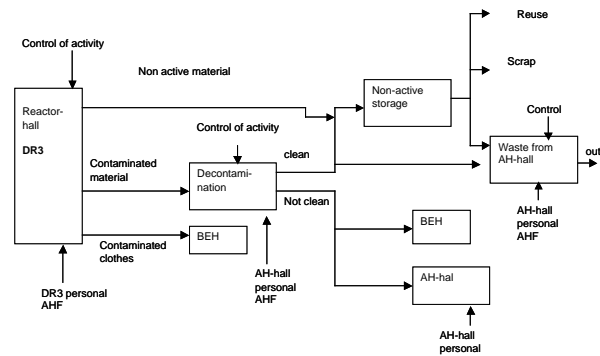 Reuse
Control of activity
Scrap
Non active material
Reactor-
hall
DR3
Non-active
storage
Control
Control of activity
clean
Waste from
AH-hall
out
Contaminated
material
Decontami-
nation
Not clean
BEH
Contaminated
clothes
BEH
AH-hall
personal
AHF
AH-hall
personal
AHF
AH-hal
DR3 personal
AHF
AH-hall
personal